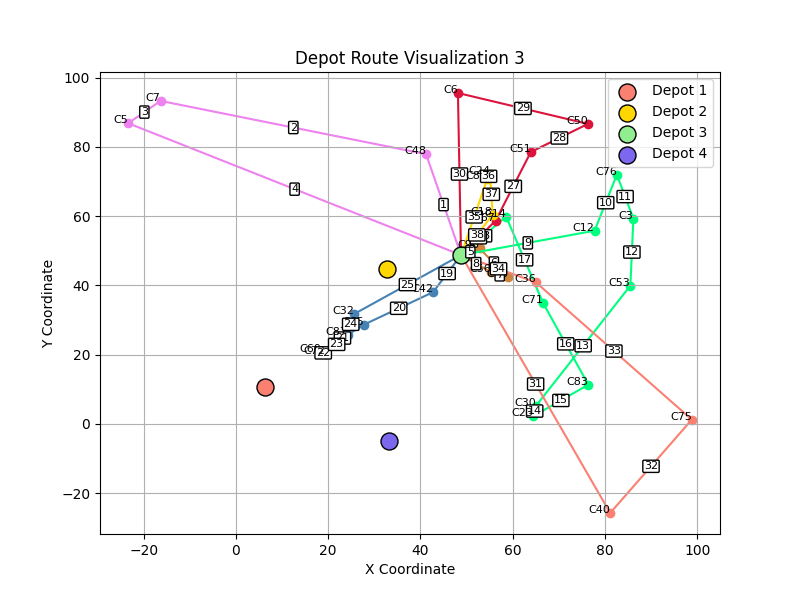 Depot Route Visualization 3
Depot 1
Depot 2
Depot 3
Depot 4
100
80
60
40
20
0
−20
Y Coordinate
−20
0
20
40
60
80
100
X Coordinate
C7
C5
C48
C6
C50
C51
C76
C3
C12
C53
C71
C36
C83
C30
C75
C40
C42
C32
C24
C18
1
2
3
4
5
8
9
10
11
12
13
14
15
16
17
19
20
22
23
24
25
27
28
29
30
31
32
33
34
35
36
37
38